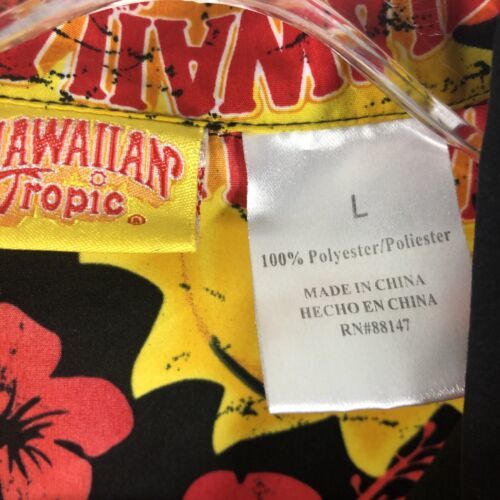 HAWAIIAN
Tropic ®
L
100% Polyester/Poliester
MADE IN CHINA
HECHO EN CHINA
RN#88147